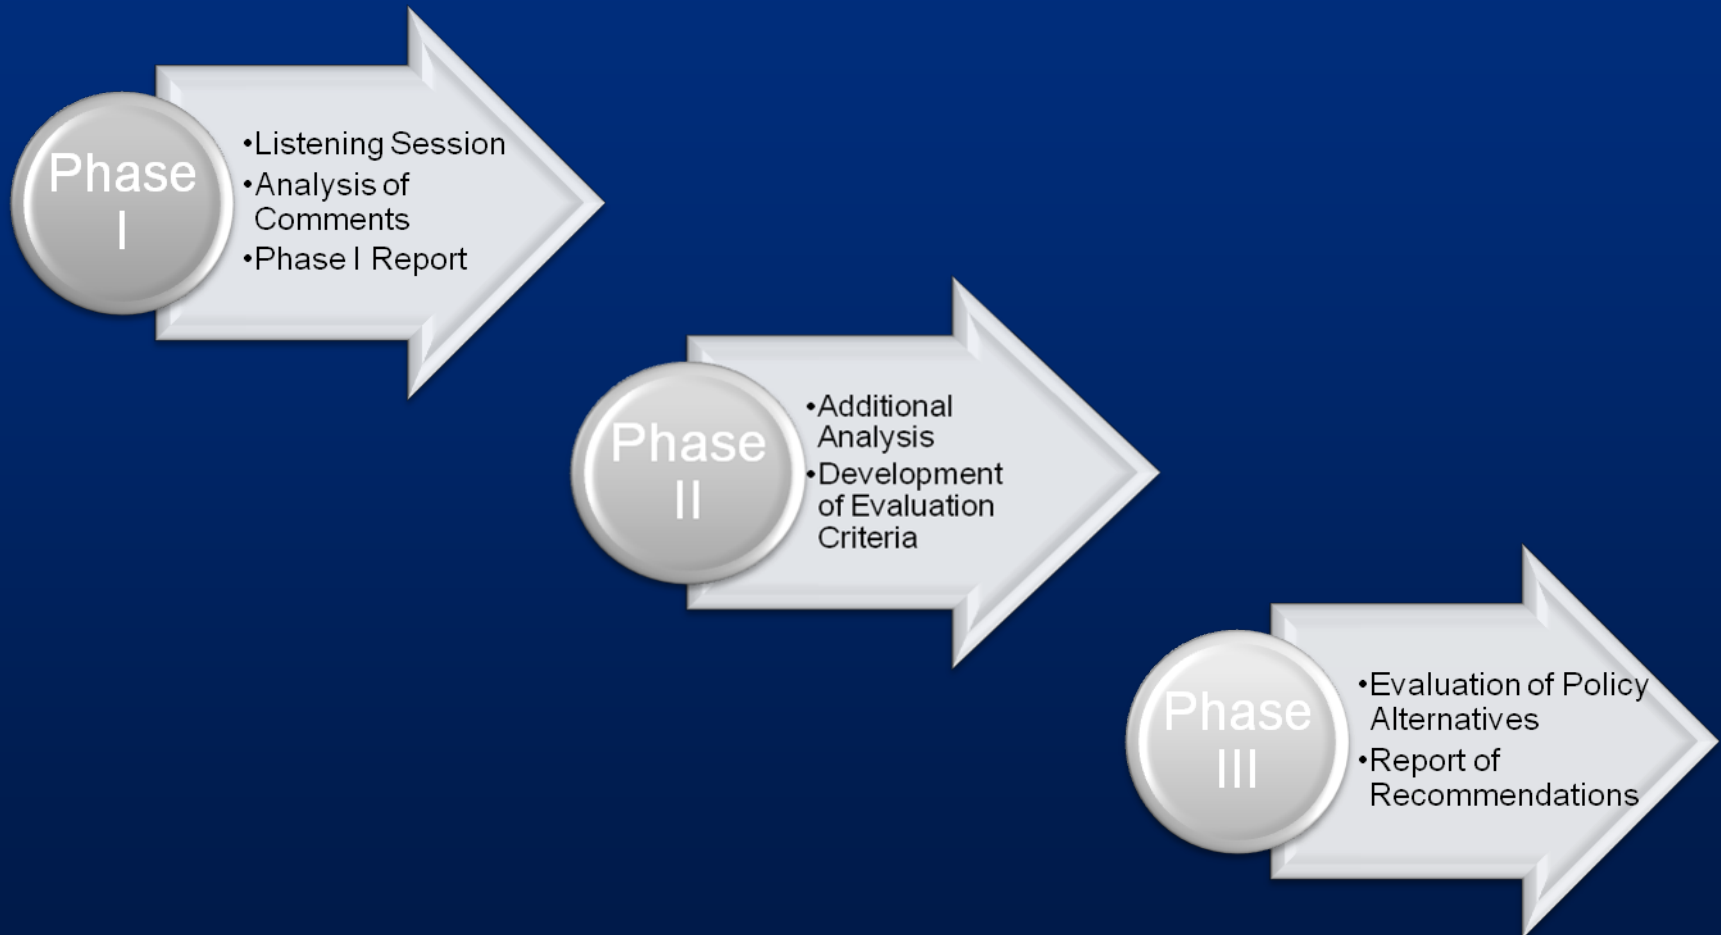 Phase
I
•Listening Session
•Analysis of
Comments
•Phase I Report
Phase
II
•Additional
Analysis
•Development
of Evaluation
Criteria
Phase
III
•Evaluation of Policy
Alternatives
•Report of
Recommendations